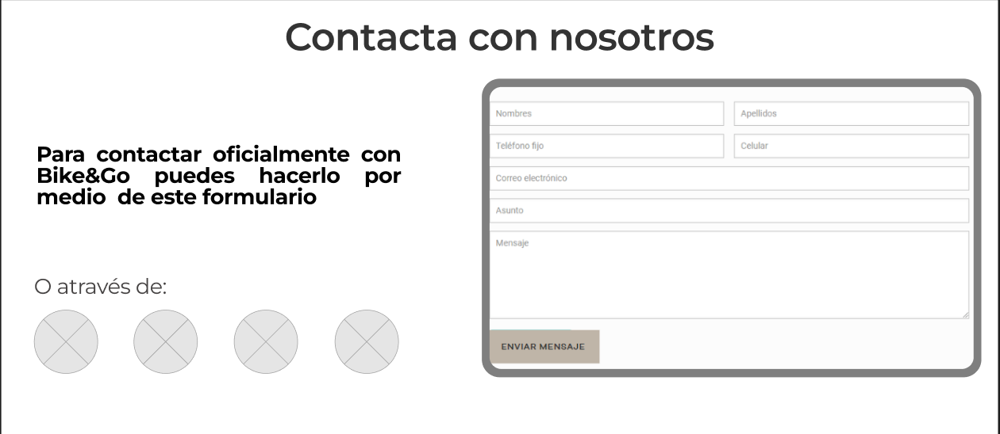 Contacta con nosotros
Para contactar oficialmente con
Bike&Go puedes hacerlo por
medio de este formulario
O através de:
Nombres
Apellidos
Teléfono fijo
Celular
Correo electrónico
Asunto
Mensaje
ENVIAR MENSAJE